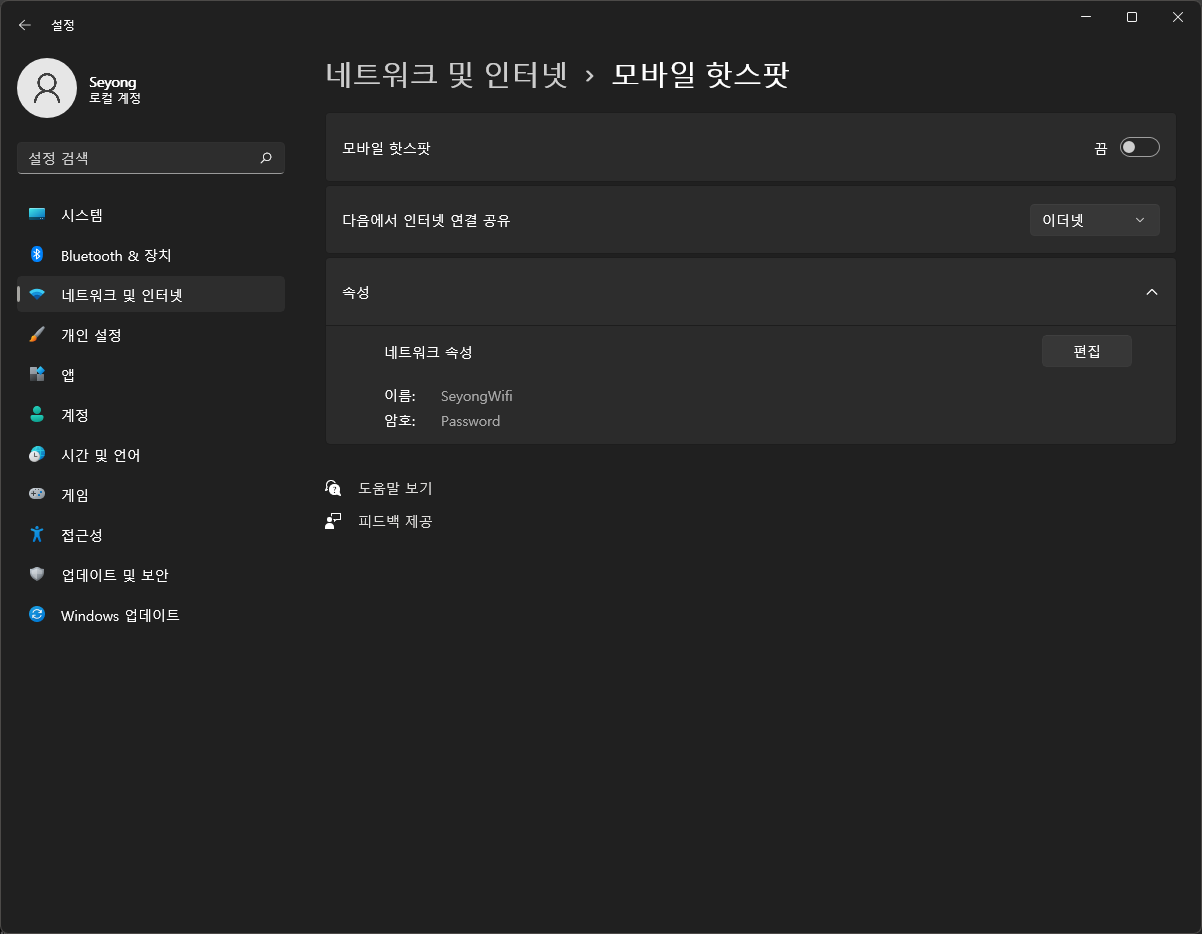 설정
Seyong
로컬 계정
설정 검색
시스템
Bluetooth & 장치
네트워크 및 인터넷
개인 설정
앱
계정
시간 및 언어
게임
접근성
업데이트 및 보안
Windows 업데이트
네트워크 및 인터넷 › 모바일 핫스팟
모바일 핫스팟 끔
다음에서 인터넷 연결 공유 이더넷
속성
네트워크 속성 편집
이름: SeyongWifi
암호: Password
도움말 보기
피드백 제공